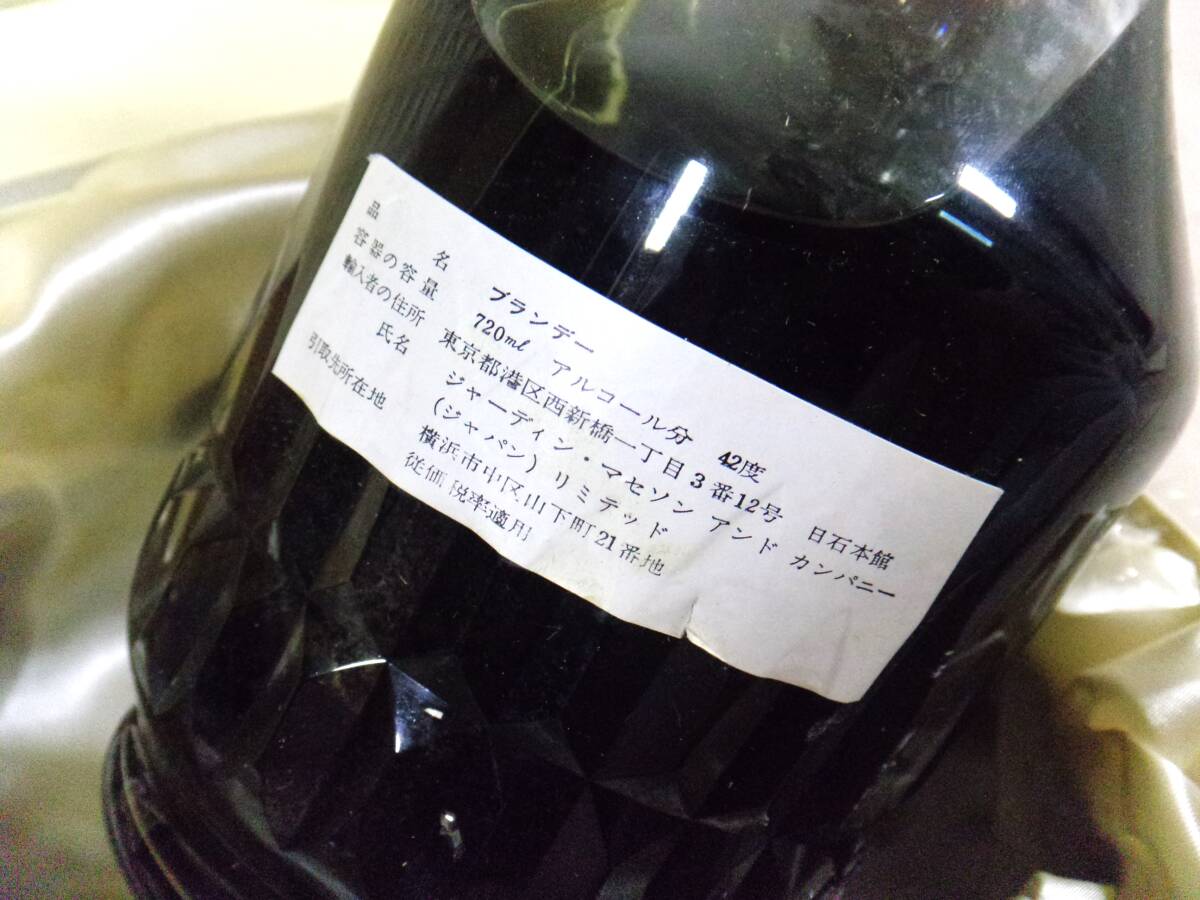 品名 ブランデー
容器の容量 720ml アルコール分 42度
輸入者の住所 東京都港区西新橋一丁目3番12号 日石本館
氏名 ジャーディン・マセソン アンド カンパニー
(ジャパン) リミテッド
引取先所在地 横浜市中区山下町21番地
従価税率適用